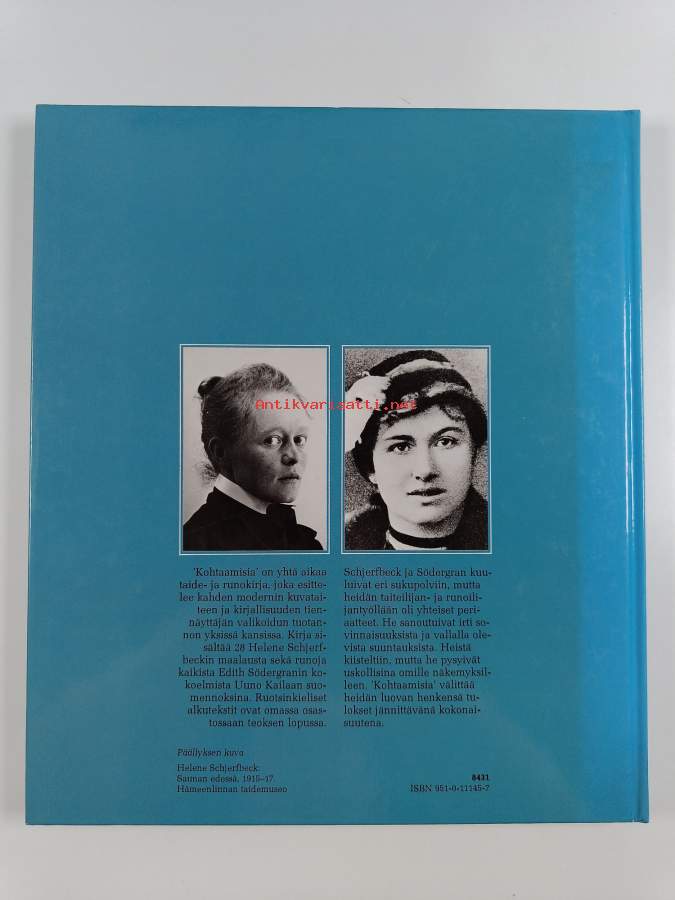 Antikvarisatti.net
'Kohtaamisia' on yhtä aikaa
taide- ja runokirja, joka esitte-
lee kahden modernin kuvatai-
teen ja kirjallisuuden tien-
näyttäjän valikoidun tuotan-
non yksissä kansissa. Kirja si-
sältää 28 Helene Schjerf-
beckin maalausta sekä runoja
kaikista Edith Södergranin ko-
koelmista Uuno Kailaan suo-
mennoksina. Ruotsinkieliset
alkutekstit ovat omassa osas-
tossaan teoksen lopussa.
Schjerfbeck ja Södergran kuu-
luivat eri sukupolviin, mutta
heidän taiteilijan- ja runoili-
jantyöllään oli yhteiset peri-
aatteet. He sanoutuivat irti so-
vinnaisuuksista ja vallalla ole-
vista suuntauksista. Heistä
kiisteltiin, mutta he pysyivät
uskollisina omille näkemyksil-
leen. 'Kohtaamisia' välittää
heidän luovan henkensä tu-
lokset jännittävänä kokonai-
suutena.
Päällyksen kuva
Helene Schjerfbeck:
Sauman edessä, 1915–17.
Hämeenlinnan taidemuseo
8431
ISBN 951-0-11145-7